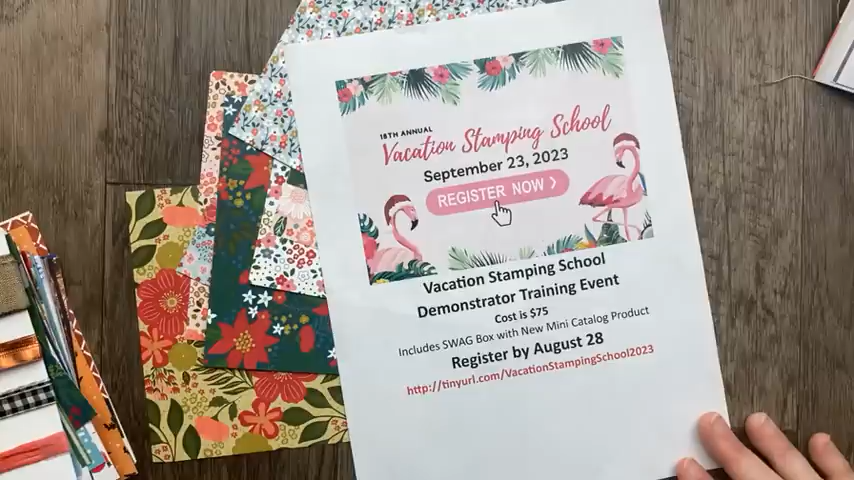 18TH ANNUAL
Vacation Stamping School
September 23, 2023
REGISTER NOW >
Vacation Stamping School
Demonstrator Training Event
Cost is $75
Includes SWAG Box with New Mini Catalog Product
Register by August 28
http://tinyurl.com/VacationStampingSchool2023